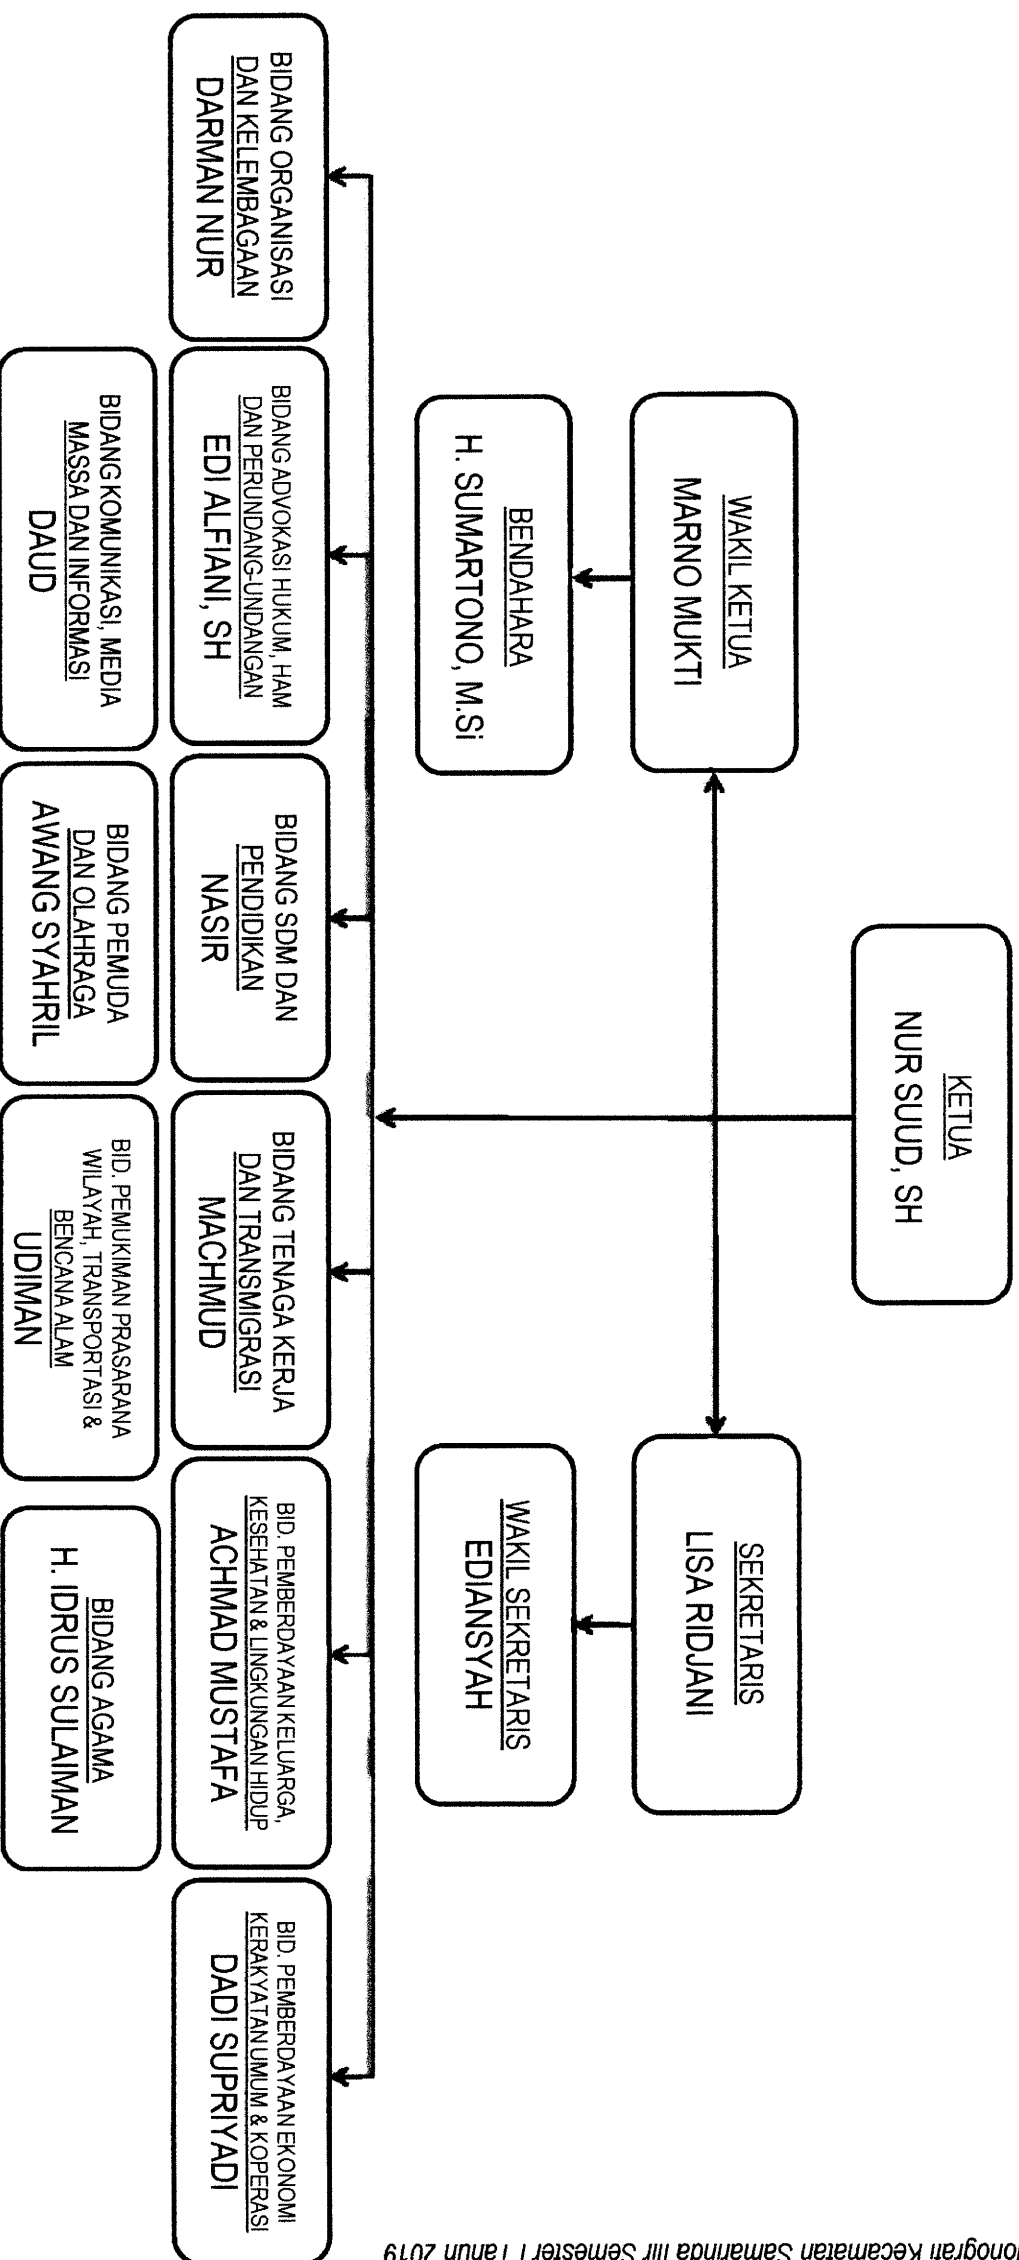 KETUA
NUR SUUD, SH
WAKIL KETUA
MARNO MUKTI
SEKRETARIS
LISA RIDJANI
BENDAHARA
H. SUMARTONO, M.Si
WAKIL SEKRETARIS
EDIANSYAH
BIDANG ORGANISASI
DAN KELEMBAGAAN
DARMAN NUR
BIDANG ADVOKASI HUKUM, HAM
DAN PERUNDANG-UNDANGAN
EDI ALFIANI, SH
BIDANG SDM DAN
PENDIDIKAN
NASIR
BIDANG TENAGA KERJA
DAN TRANSMIGRASI
MACHMUD
BID. PEMBERDAYAAN KELUARGA,
KESEHATAN & LINGKUNGAN HIDUP
ACHMAD MUSTAFA
BID. PEMBERDAYAAN EKONOMI
KERAKYATAN UMUM & KOPERASI
DADI SUPRIYADI
BIDANG KOMUNIKASI, MEDIA
MASSA DAN INFORMASI
DAUD
BIDANG PEMUDA
DAN OLAHRAGA
AWANG SYAHRIL
BID. PEMUKIMAN PRASARANA
WILAYAH, TRANSPORTASI &
BENCANA ALAM
UDIMAN
BIDANG AGAMA
H. IDRUS SULAIMAN
Kecamatan Samarinda Ilir Semester I Tahun 2019